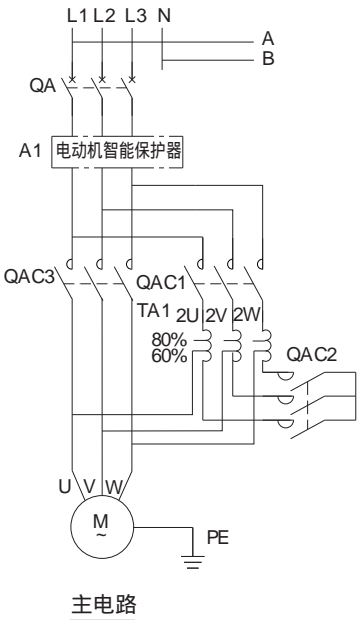 L1 L2 L3 N
A
B
QA
A1 电动机智能保护器
QAC3 QAC1
TA1 2U 2V 2W
80%
60%
QAC2
U V W
M
~
PE
主电路